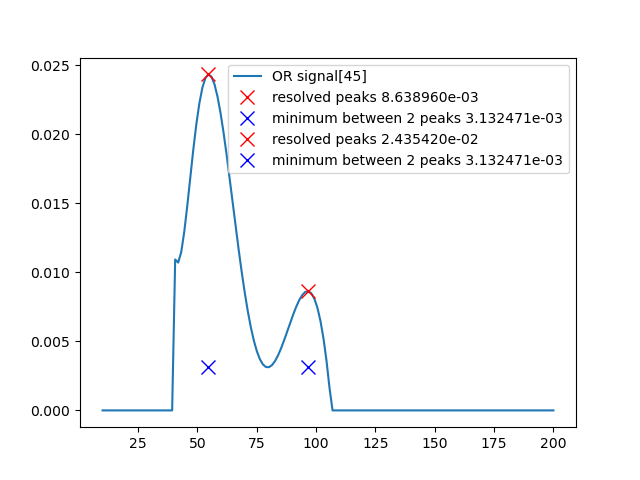 0.025
0.020
0.015
0.010
0.005
0.000
OR signal[45]
resolved peaks 8.638960e-03
minimum between 2 peaks 3.132471e-03
resolved peaks 2.435420e-02
minimum between 2 peaks 3.132471e-03
25 50 75 100 125 150 175 200